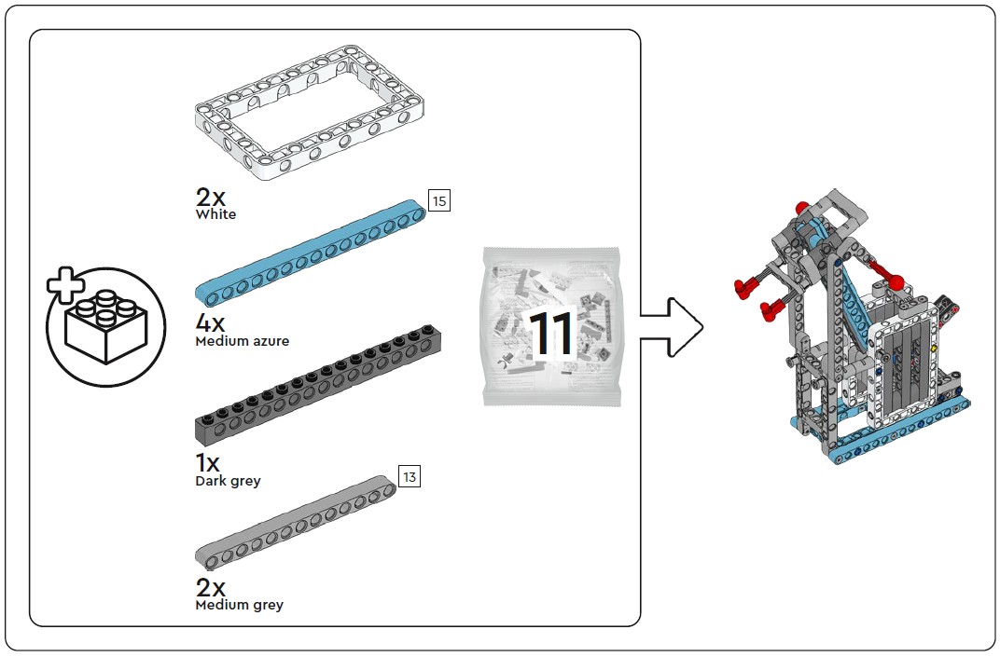 2x
White
15
4x
Medium azure
1x
Dark grey
13
2x
Medium grey
11